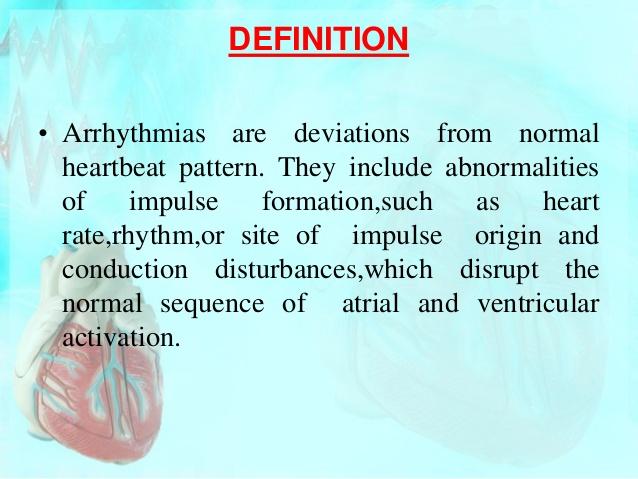 DEFINITION
• Arrhythmias are deviations from normal
heartbeat pattern. They include abnormalities
of impulse formation,such as heart
rate,rhythm,or site of impulse origin and
conduction disturbances,which disrupt the
normal sequence of atrial and ventricular
activation.